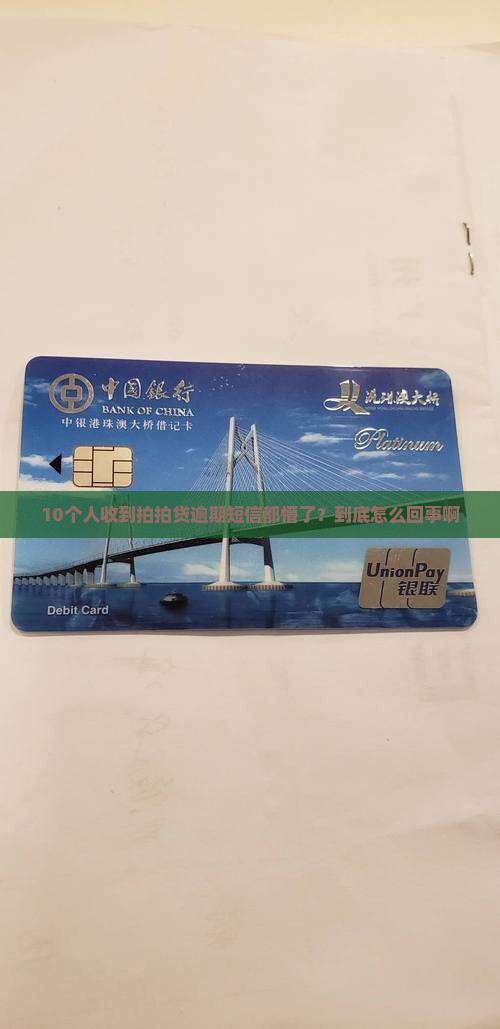 中国銀行
BANK OF CHINA
中银港珠澳大桥借记卡
港珠澳大桥
Platinum
10个人收到拍拍贷逾期短信都懵了？到底怎么回事啊
UnionPay
银联
Debit Card